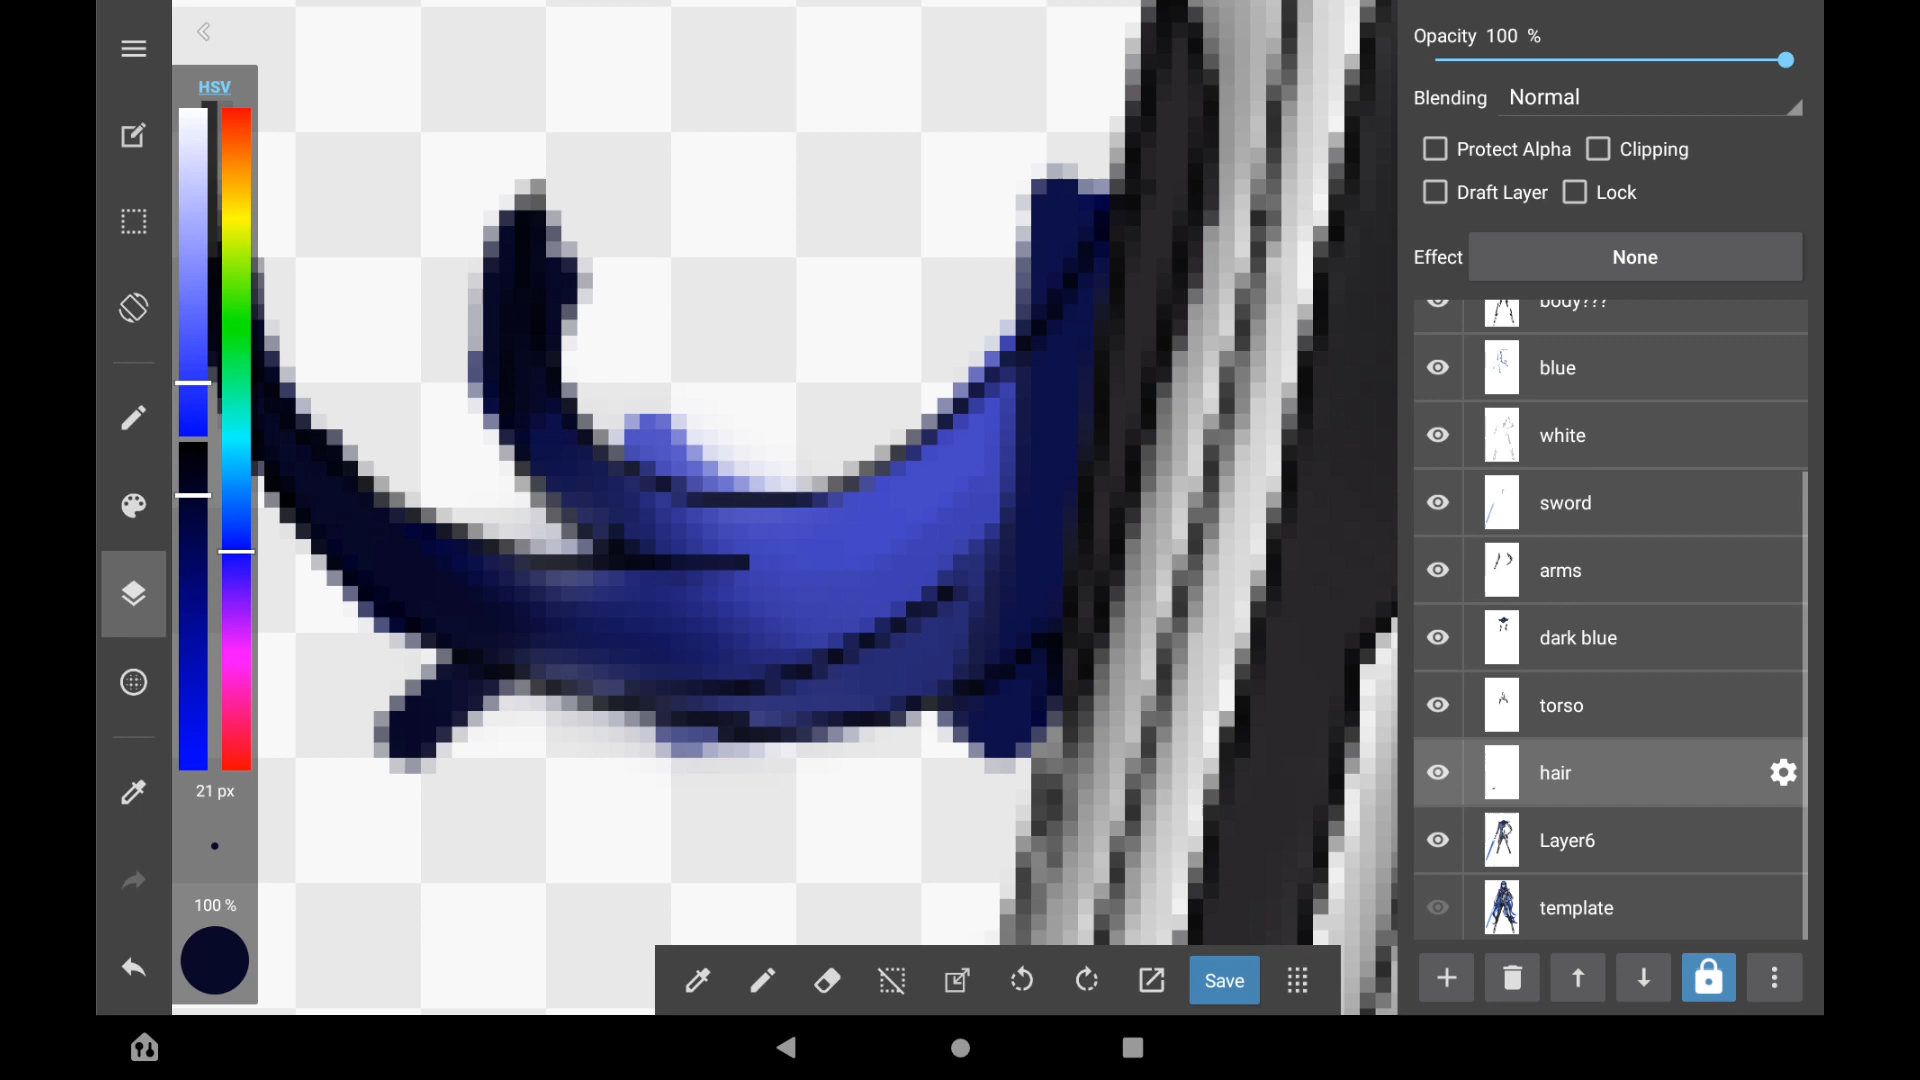 HSV
21 px
100 %
Save
Opacity 100 %
Blending Normal
Protect Alpha Clipping
Draft Layer Lock
Effect None
body???
blue
white
sword
arms
dark blue
torso
hair
Layer6
template